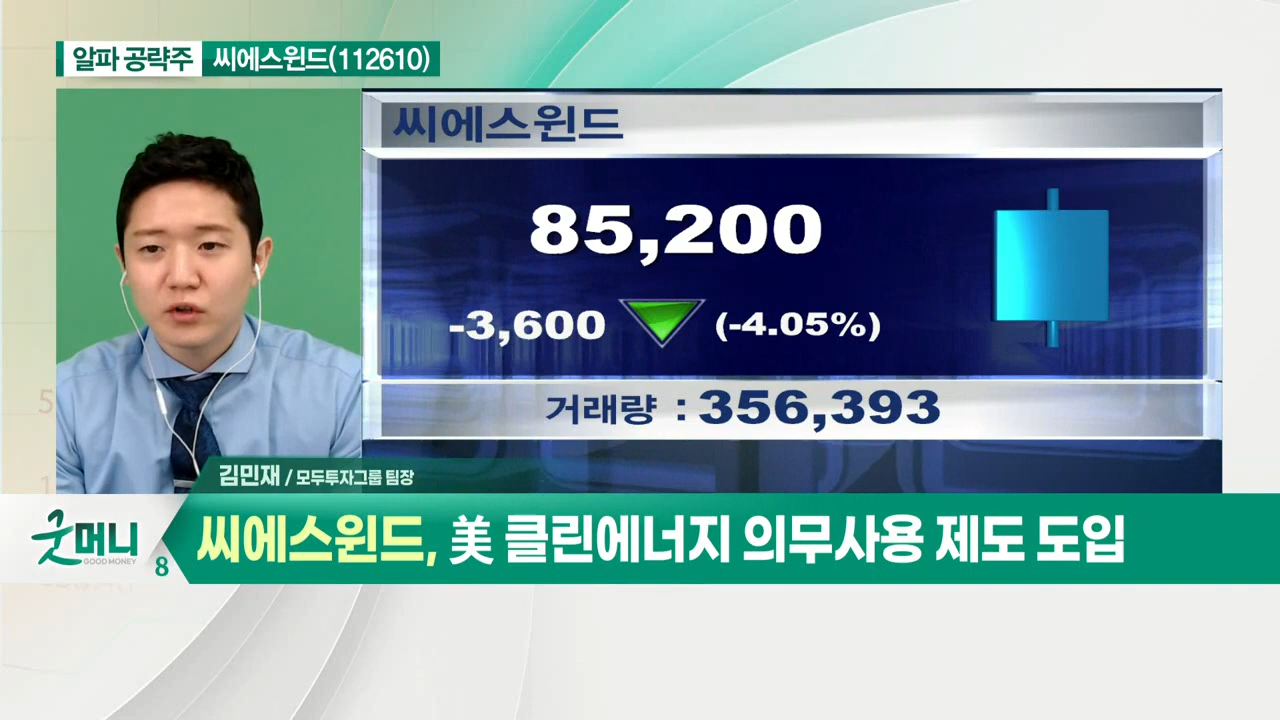 알파 공략주 씨에스윈드(112610)
씨에스윈드
85,200
-3,600 (-4.05%)
거래량 : 356,393
김민재 / 모두투자그룹 팀장
굿머니
GOOD MONEY
8
씨에스윈드, 美 클린에너지 의무사용 제도 도입
5
1